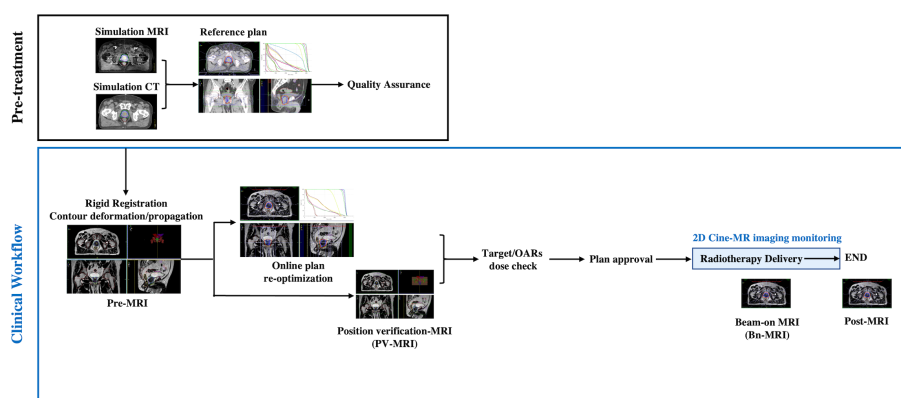 Pre-treatment
Simulation MRI
Simulation CT
Reference plan
Quality Assurance
Clinical Workflow
Rigid Registration
Contour deformation/propagation
Pre-MRI
Online plan
re-optimization
Position verification-MRI
(PV-MRI)
Target/OARs
dose check
Plan approval
2D Cine-MR imaging monitoring
Radiotherapy Delivery
END
Beam-on MRI
(Bn-MRI)
Post-MRI